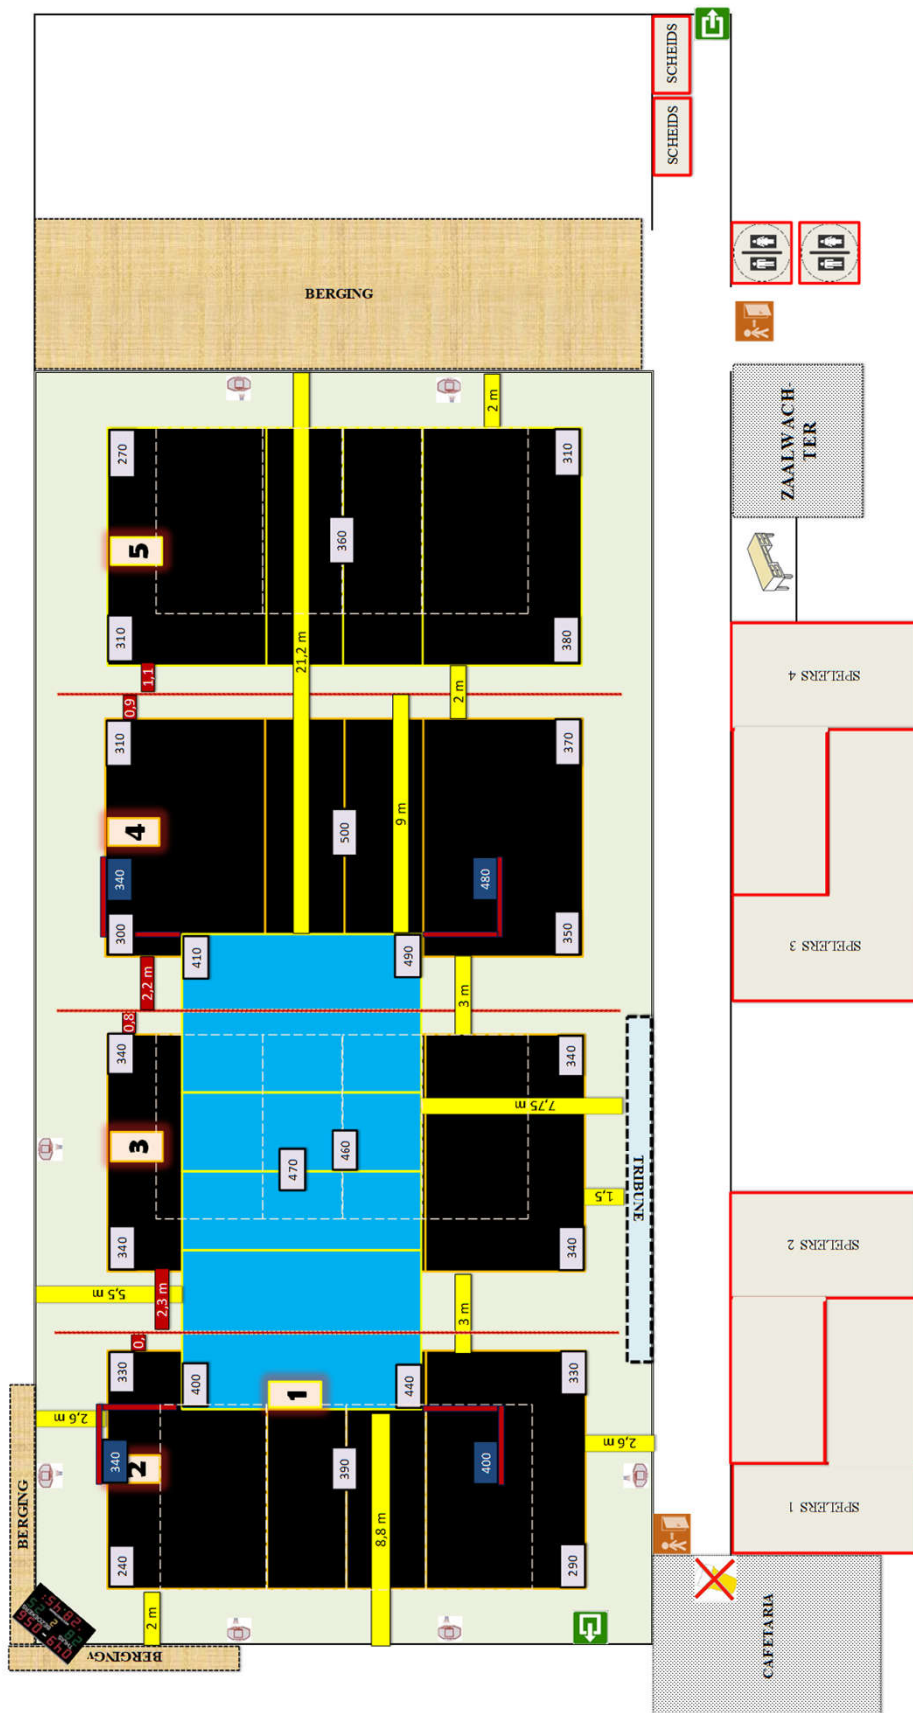 SCHEIDS
SCHEIDS
BERGING
ZAALWACH-
TER
2 m
270
310
5
360
310
380
21,2 m
1,1
0,9
2 m
310
370
4
500
9 m
340
480
300
350
410
490
2,2 m
3 m
0,8
340
340
3
460
470
7,75 m
1,5
TRIBUNE
340
340
5,5 m
2,3 m
3 m
0,
330
330
400
440
1
2,6 m
2,6 m
340
2
390
400
8,8 m
240
290
2 m
BERGING
BERGINGv
SPELERS 4
SPELERS 3
SPELERS 2
SPELERS 1
CAFETARIA